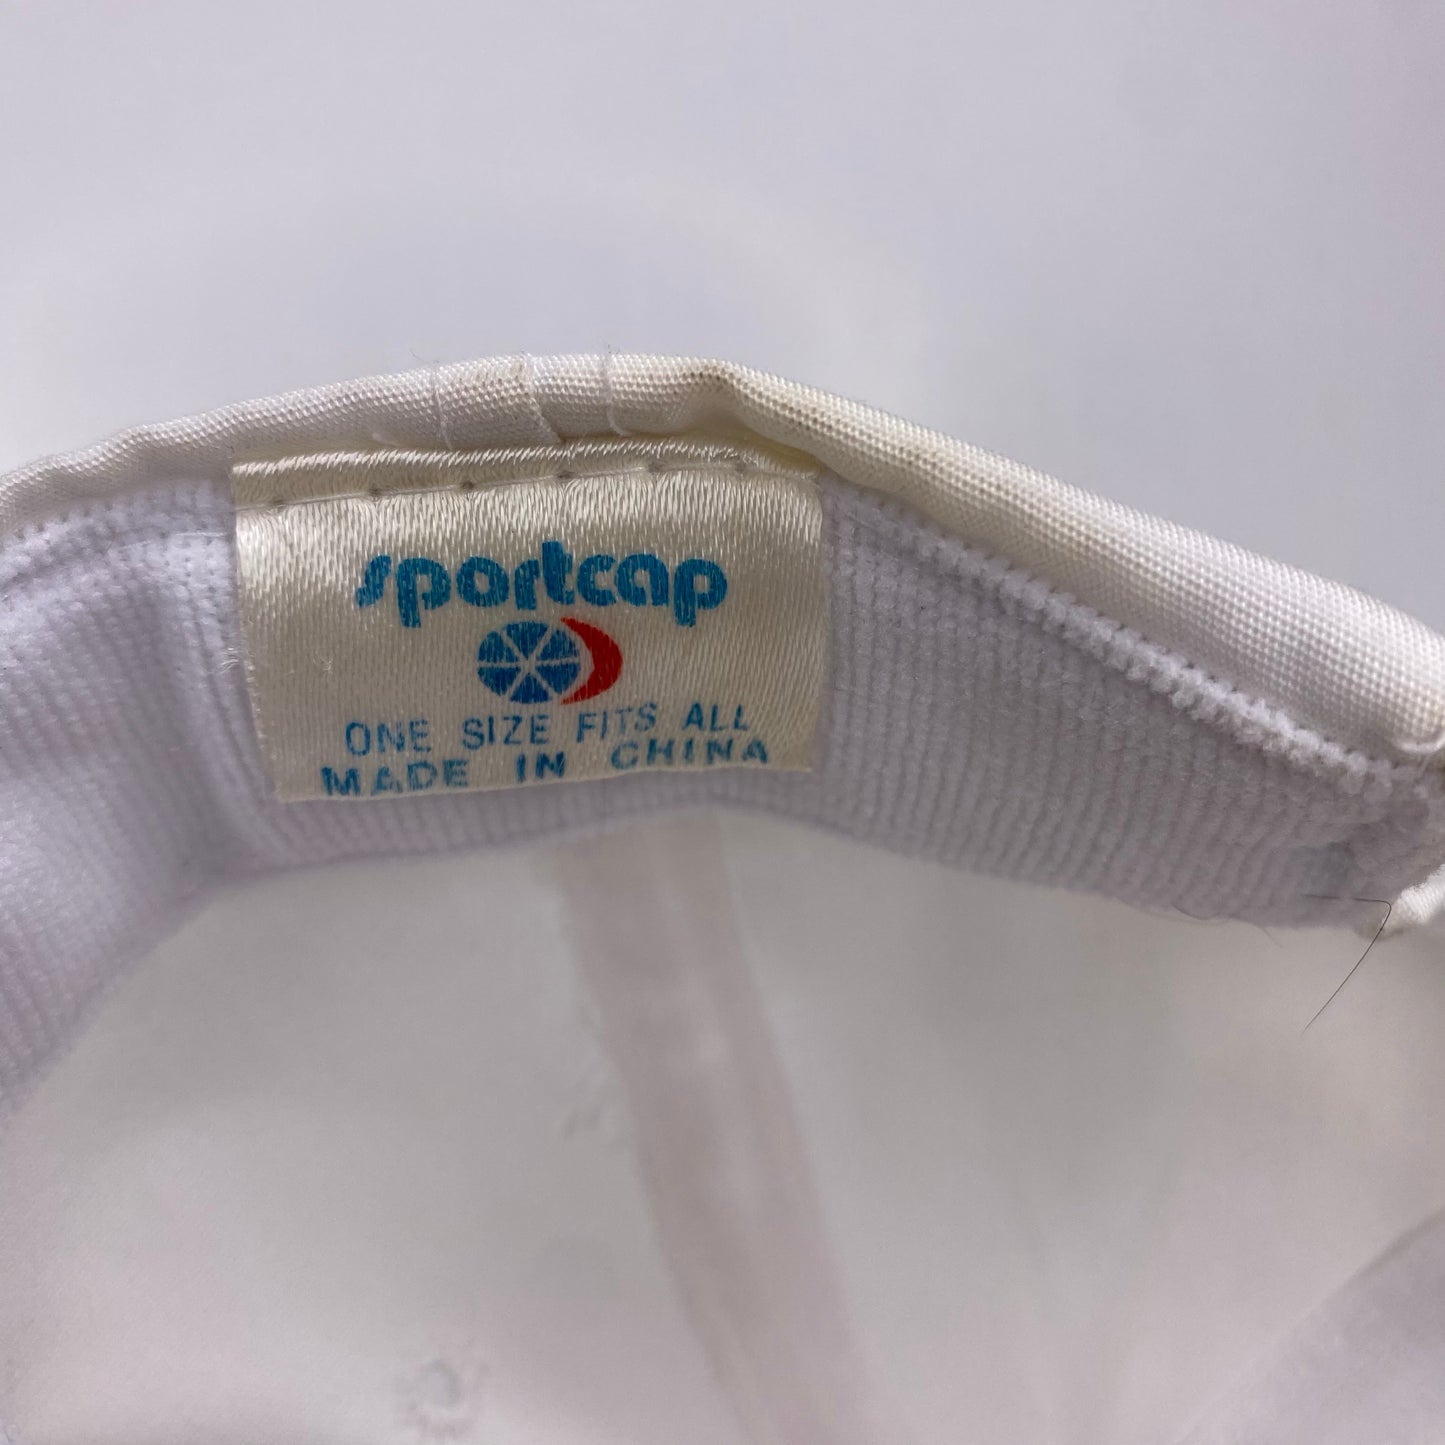 sportcap
ONE SIZE FITS ALL
MADE IN CHINA